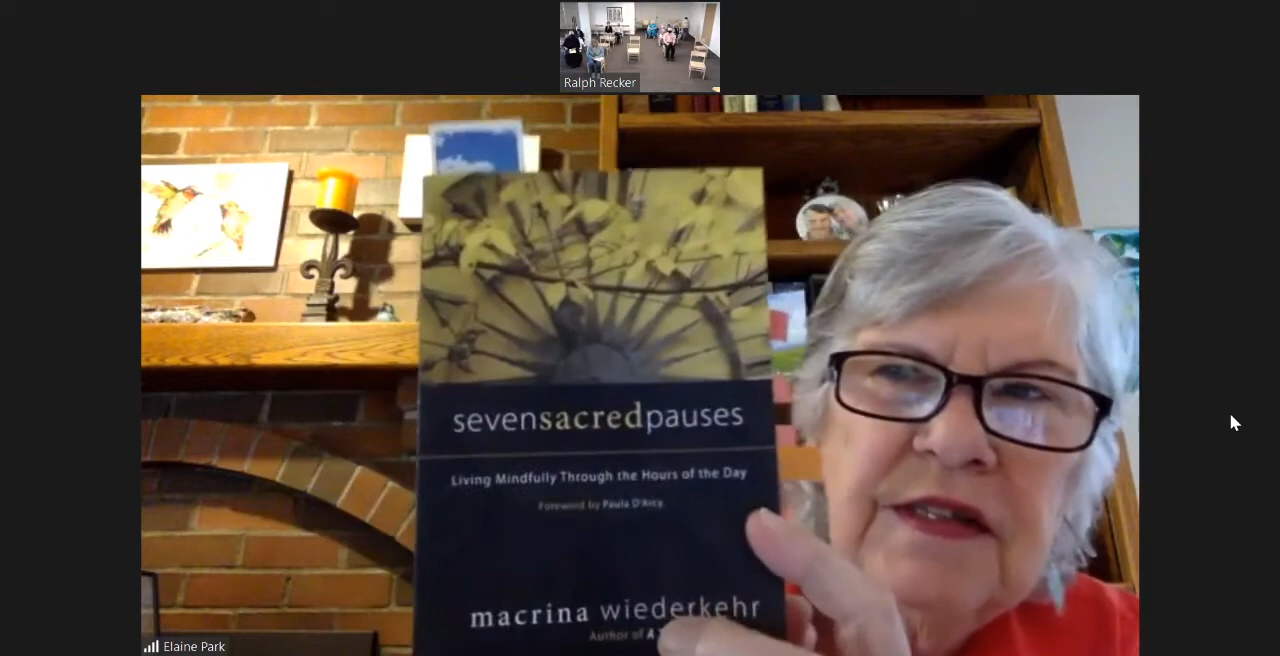 Ralph Recker
sevensacredpauses
Living Mindfully Through the Hours of the Day
Foreword by Paula D'Arcy
macrina wiederkehr
Author of A
Elaine Park